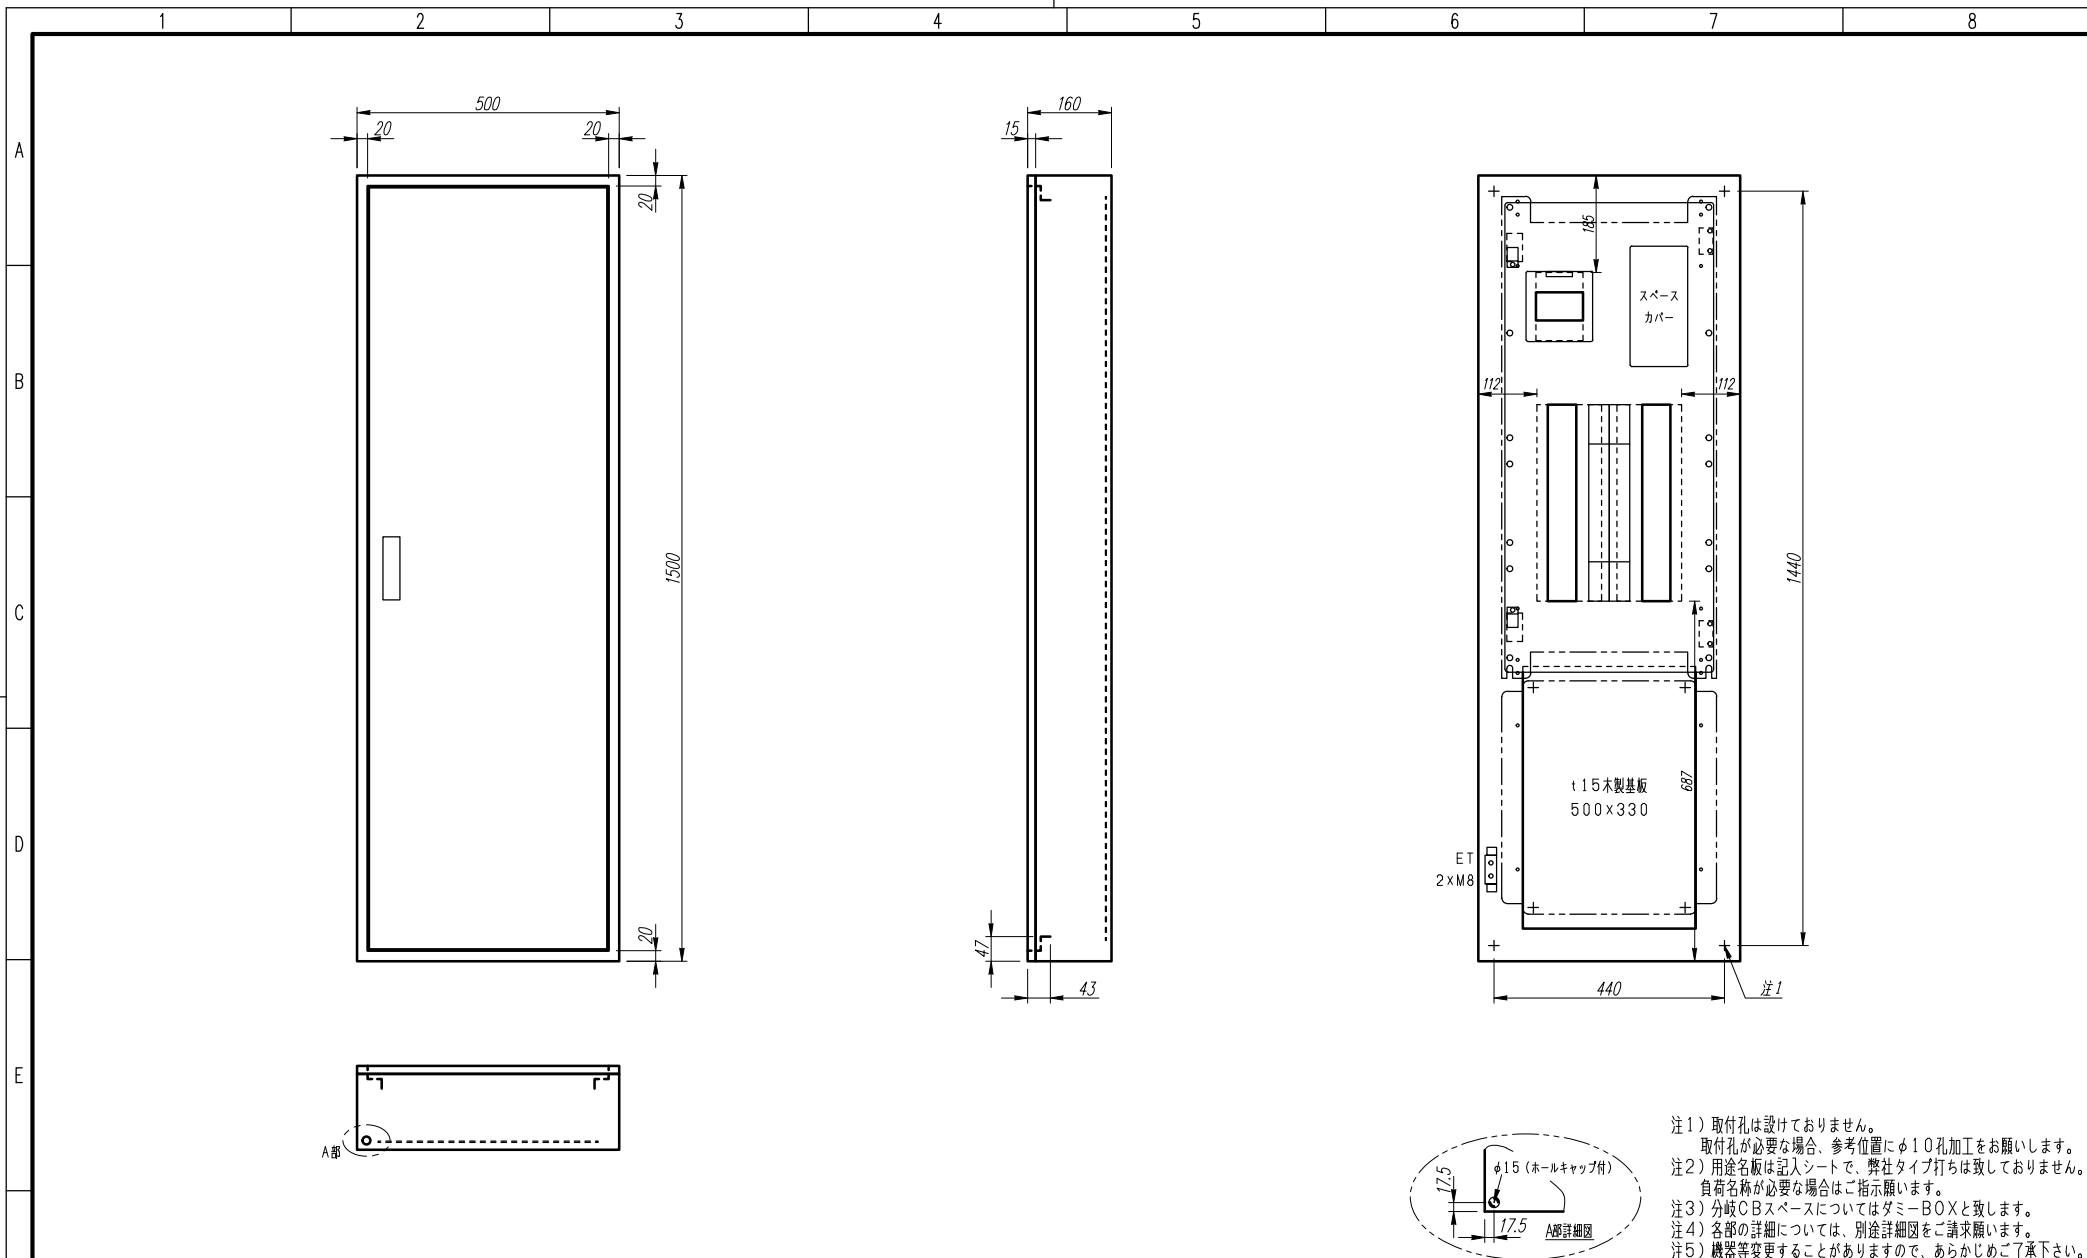 1 2 3 4 5 6 7 8
A
B
C
D
E
500
20 20
20
1500
20
160
15
47
43
185
スペース
カバー
112 112
1440
687
t15木製基板
500×330
ET
2×M8
440
注1
A部
17.5
φ15(ホールキャップ付)
17.5
A部詳細図
注1)取付孔は設けておりません。
取付孔が必要な場合、参考位置にφ10孔加工をお願いします。
注2)用途名板は記入シートで、弊社タイプ打ちは致しておりません。
負荷名称が必要な場合はご指示願います。
注3)分岐CBスペースについてはダミーBOXと致します。
注4)各部の詳細については、別途詳細図をご請求願います。
注5)機器等変更することがありますので、あらかじめご了承下さい。